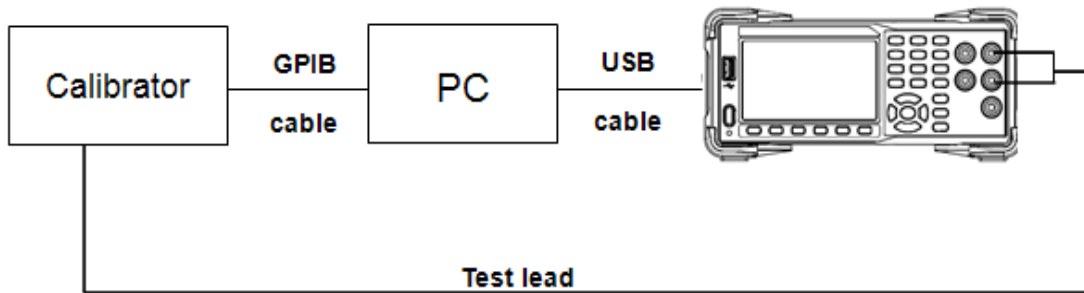 Calibrator
GPIB
cable
PC
USB
cable
Test lead